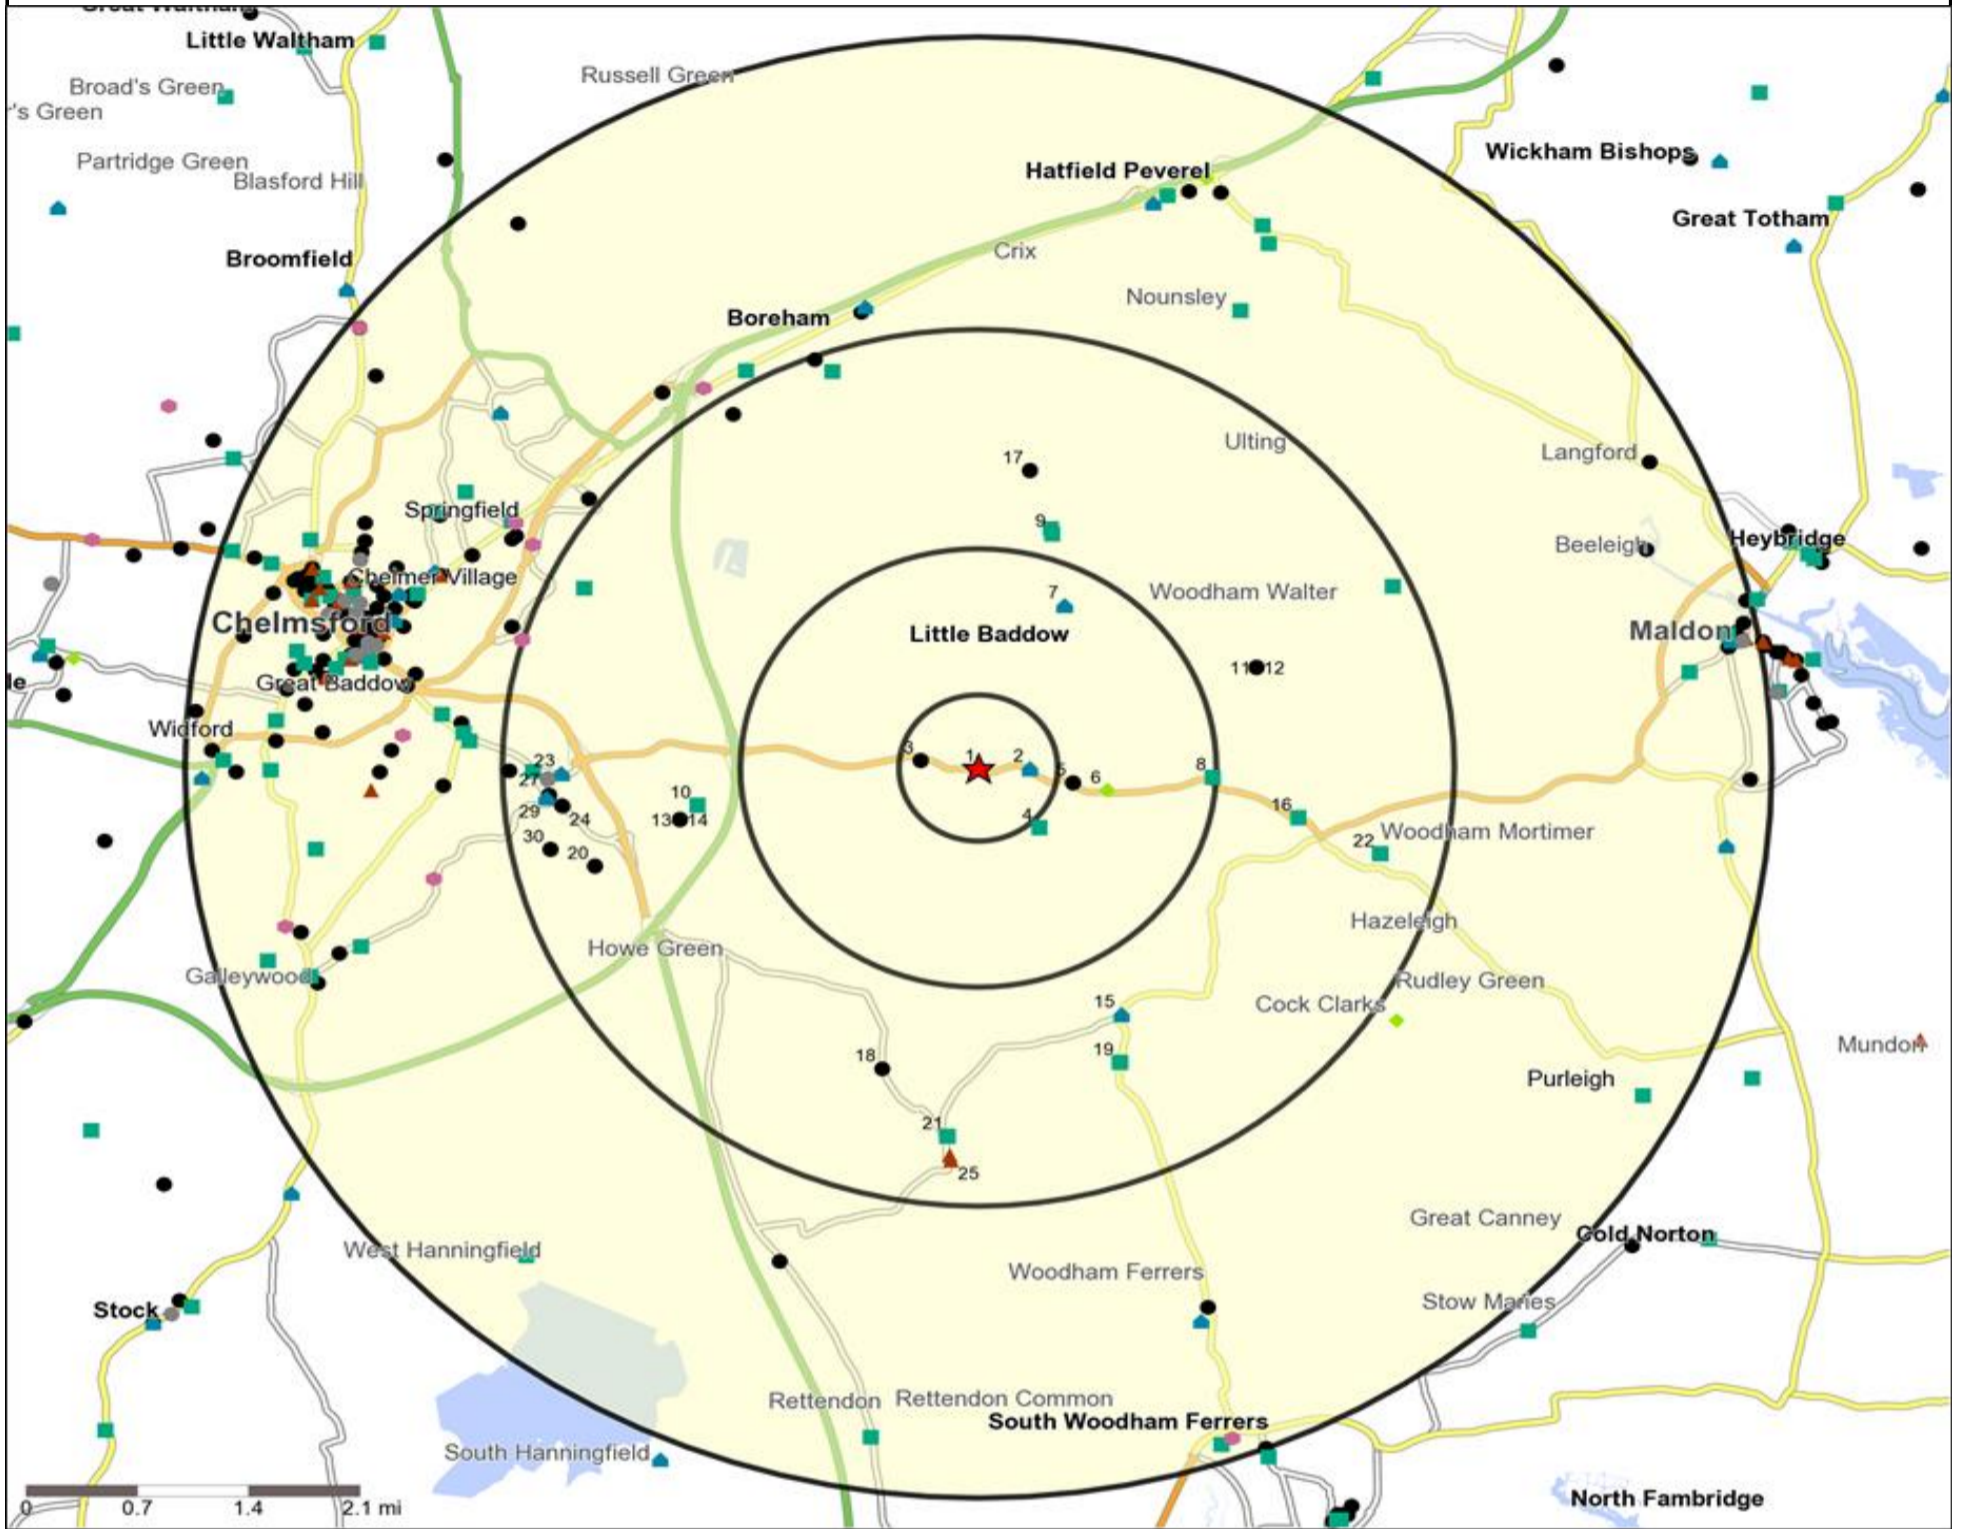 Great Waltham
Little Waltham
Russell Green
Broad's Green
r's Green
Wickham Bishops
Partridge Green
Hatfield Peverel
Blasford Hill
Great Totham
Broomfield
Crix
Nounsley
Boreham
Ulting
Langford
17
Springfield
9
Heybridge
Beeleigh
Chelmer Village
7
Woodham Walter
Chelmsford
Little Baddow
Maldon
11 12
le
Great Baddow
Widford
3
1
2
5
6
8
23
27
10
16
29
24
13 14
4
30
20
22
Woodham Mortimer
Hazeleigh
Howe Green
Galleywood
Rudley Green
15
Cock Clarks
Mundon
18
19
Purleigh
21
25
Great Canney
Cold Norton
West Hanningfield
Woodham Ferrers
Stock
Stow Maries
Rettendon
Rettendon Common
South Woodham Ferrers
South Hanningfield
North Fambridge
0 0.7 1.4 2.1 mi